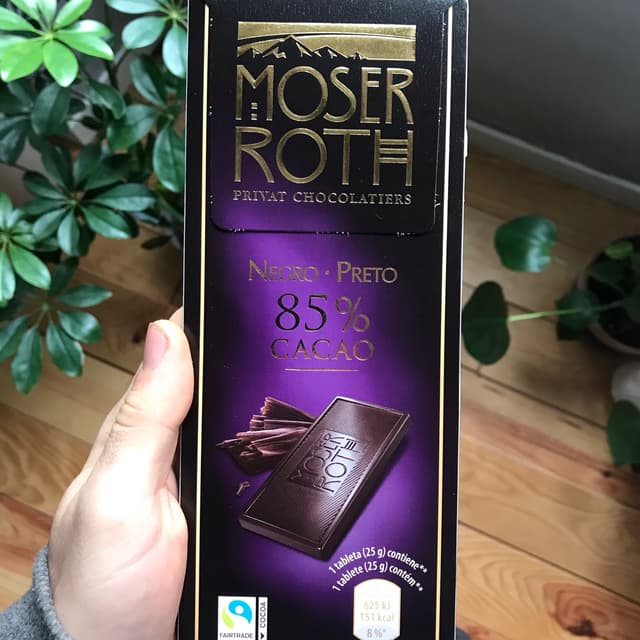 MOSER
ROTH
PRIVAT CHOCOLATIERS
NEGRO · PRETO
85%
CACAO
MOSER
ROTH
1 tableta (25 g) contiene**
1 tablete (25 g) contém**
625 kJ
151 kcal
8%*
FAIRTRADE
COCOA